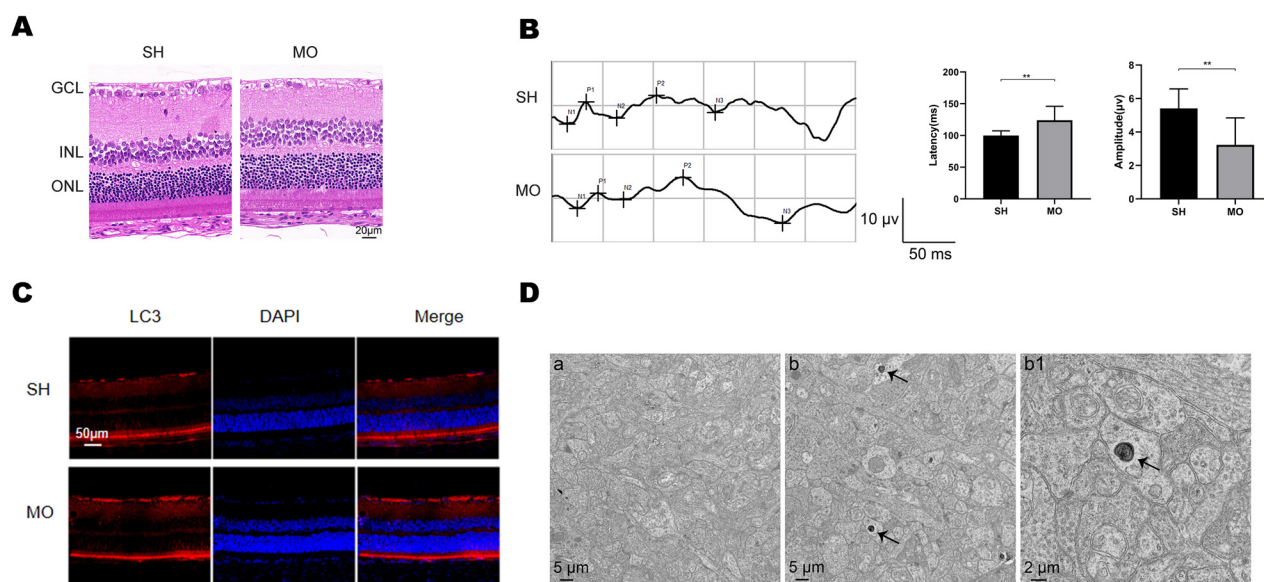 A
SH MO
GCL
INL
ONL
20µm
B
SH
N1 P1 N2 P2 N3
MO
N1 P1 N2 P2 N3
10 µv
50 ms
Latency(ms)
200
150
100
50
0
**
SH MO
Amplitude(µv)
8
6
4
2
0
**
SH MO
C
LC3 DAPI Merge
SH
50µm
MO
D
a
5 µm
b
5 µm
b1
2 µm